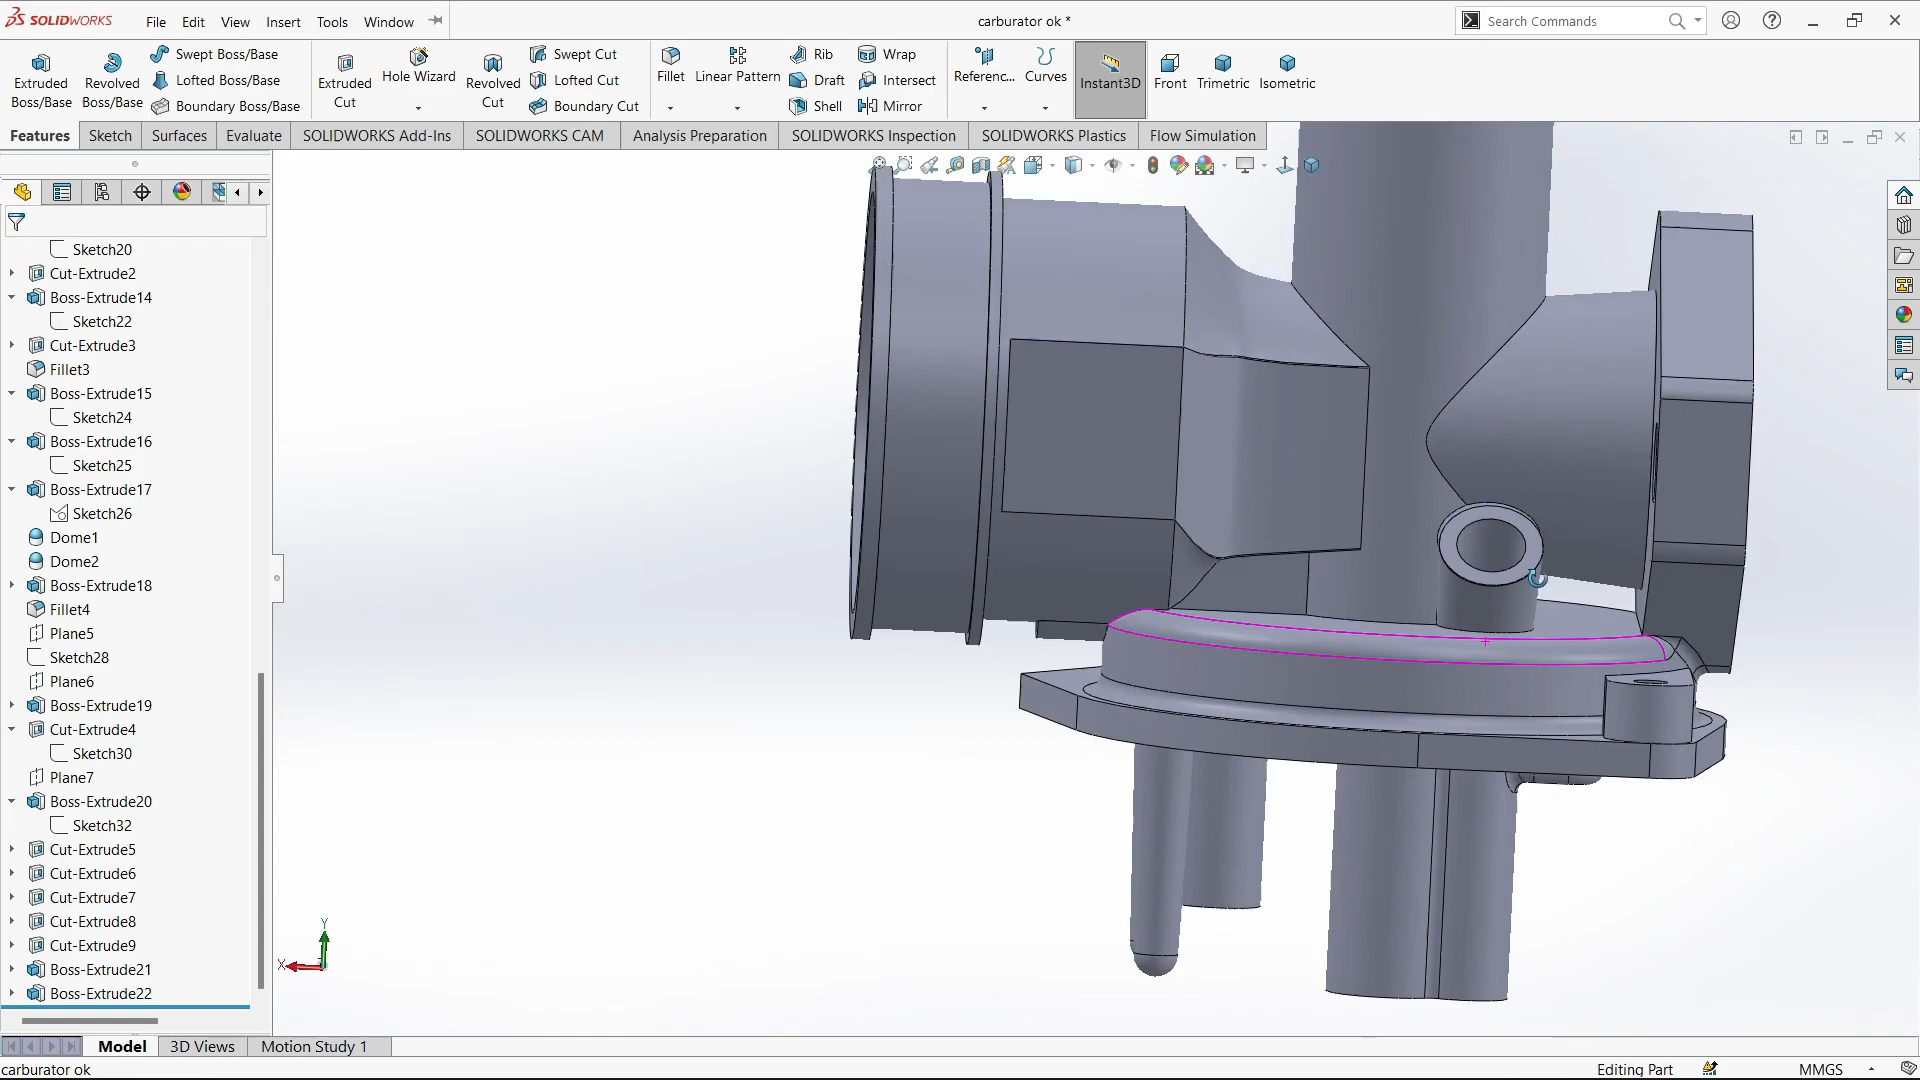 SOLIDWORKS File Edit View Insert Tools Window carburator ok * Search Commands
Extruded Boss/Base
Revolved Boss/Base
Swept Boss/Base
Lofted Boss/Base
Boundary Boss/Base
Extruded Cut
Hole Wizard
Revolved Cut
Swept Cut
Lofted Cut
Boundary Cut
Fillet
Linear Pattern
Rib
Draft
Shell
Wrap
Intersect
Mirror
Referenc...
Curves
Instant3D
Front
Trimetric
Isometric
Features Sketch Surfaces Evaluate SOLIDWORKS Add-Ins SOLIDWORKS CAM Analysis Preparation SOLIDWORKS Inspection SOLIDWORKS Plastics Flow Simulation
Sketch20
Cut-Extrude2
Boss-Extrude14
Sketch22
Cut-Extrude3
Fillet3
Boss-Extrude15
Sketch24
Boss-Extrude16
Sketch25
Boss-Extrude17
Sketch26
Dome1
Dome2
Boss-Extrude18
Fillet4
Plane5
Sketch28
Plane6
Boss-Extrude19
Cut-Extrude4
Sketch30
Plane7
Boss-Extrude20
Sketch32
Cut-Extrude5
Cut-Extrude6
Cut-Extrude7
Cut-Extrude8
Cut-Extrude9
Boss-Extrude21
Boss-Extrude22
Y
X
Model 3D Views Motion Study 1
carburator ok Editing Part MMGS